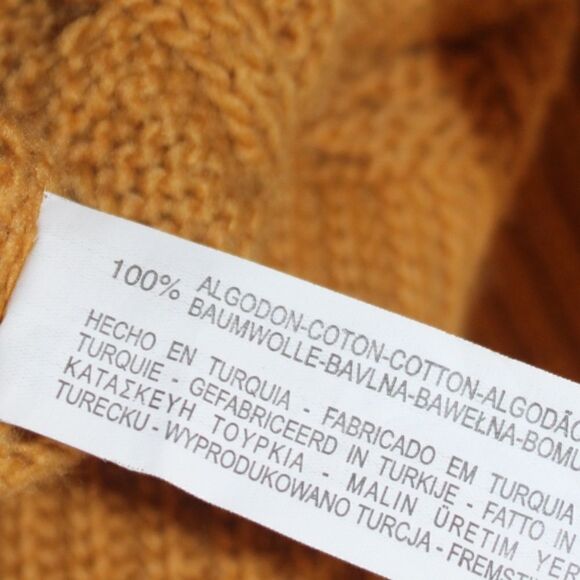 100% ALGODON-COTON-COTTON-ALGODÃO
BAUMWOLLE-BAVLNA-BAWEŁNA-BOMU
HECHO EN TURQUIA - FABRICADO EM TURQUIA
TURQUIE - GEFABRICEERD IN TURKIJE - FATTO IN
ΚΑΤΑΣΚΕΥΗ ΤΟΥΡΚΙΑ - MALIN ÜRETIM YER
TURECKU - WYPRODUKOWANO TURCJA - FREMST